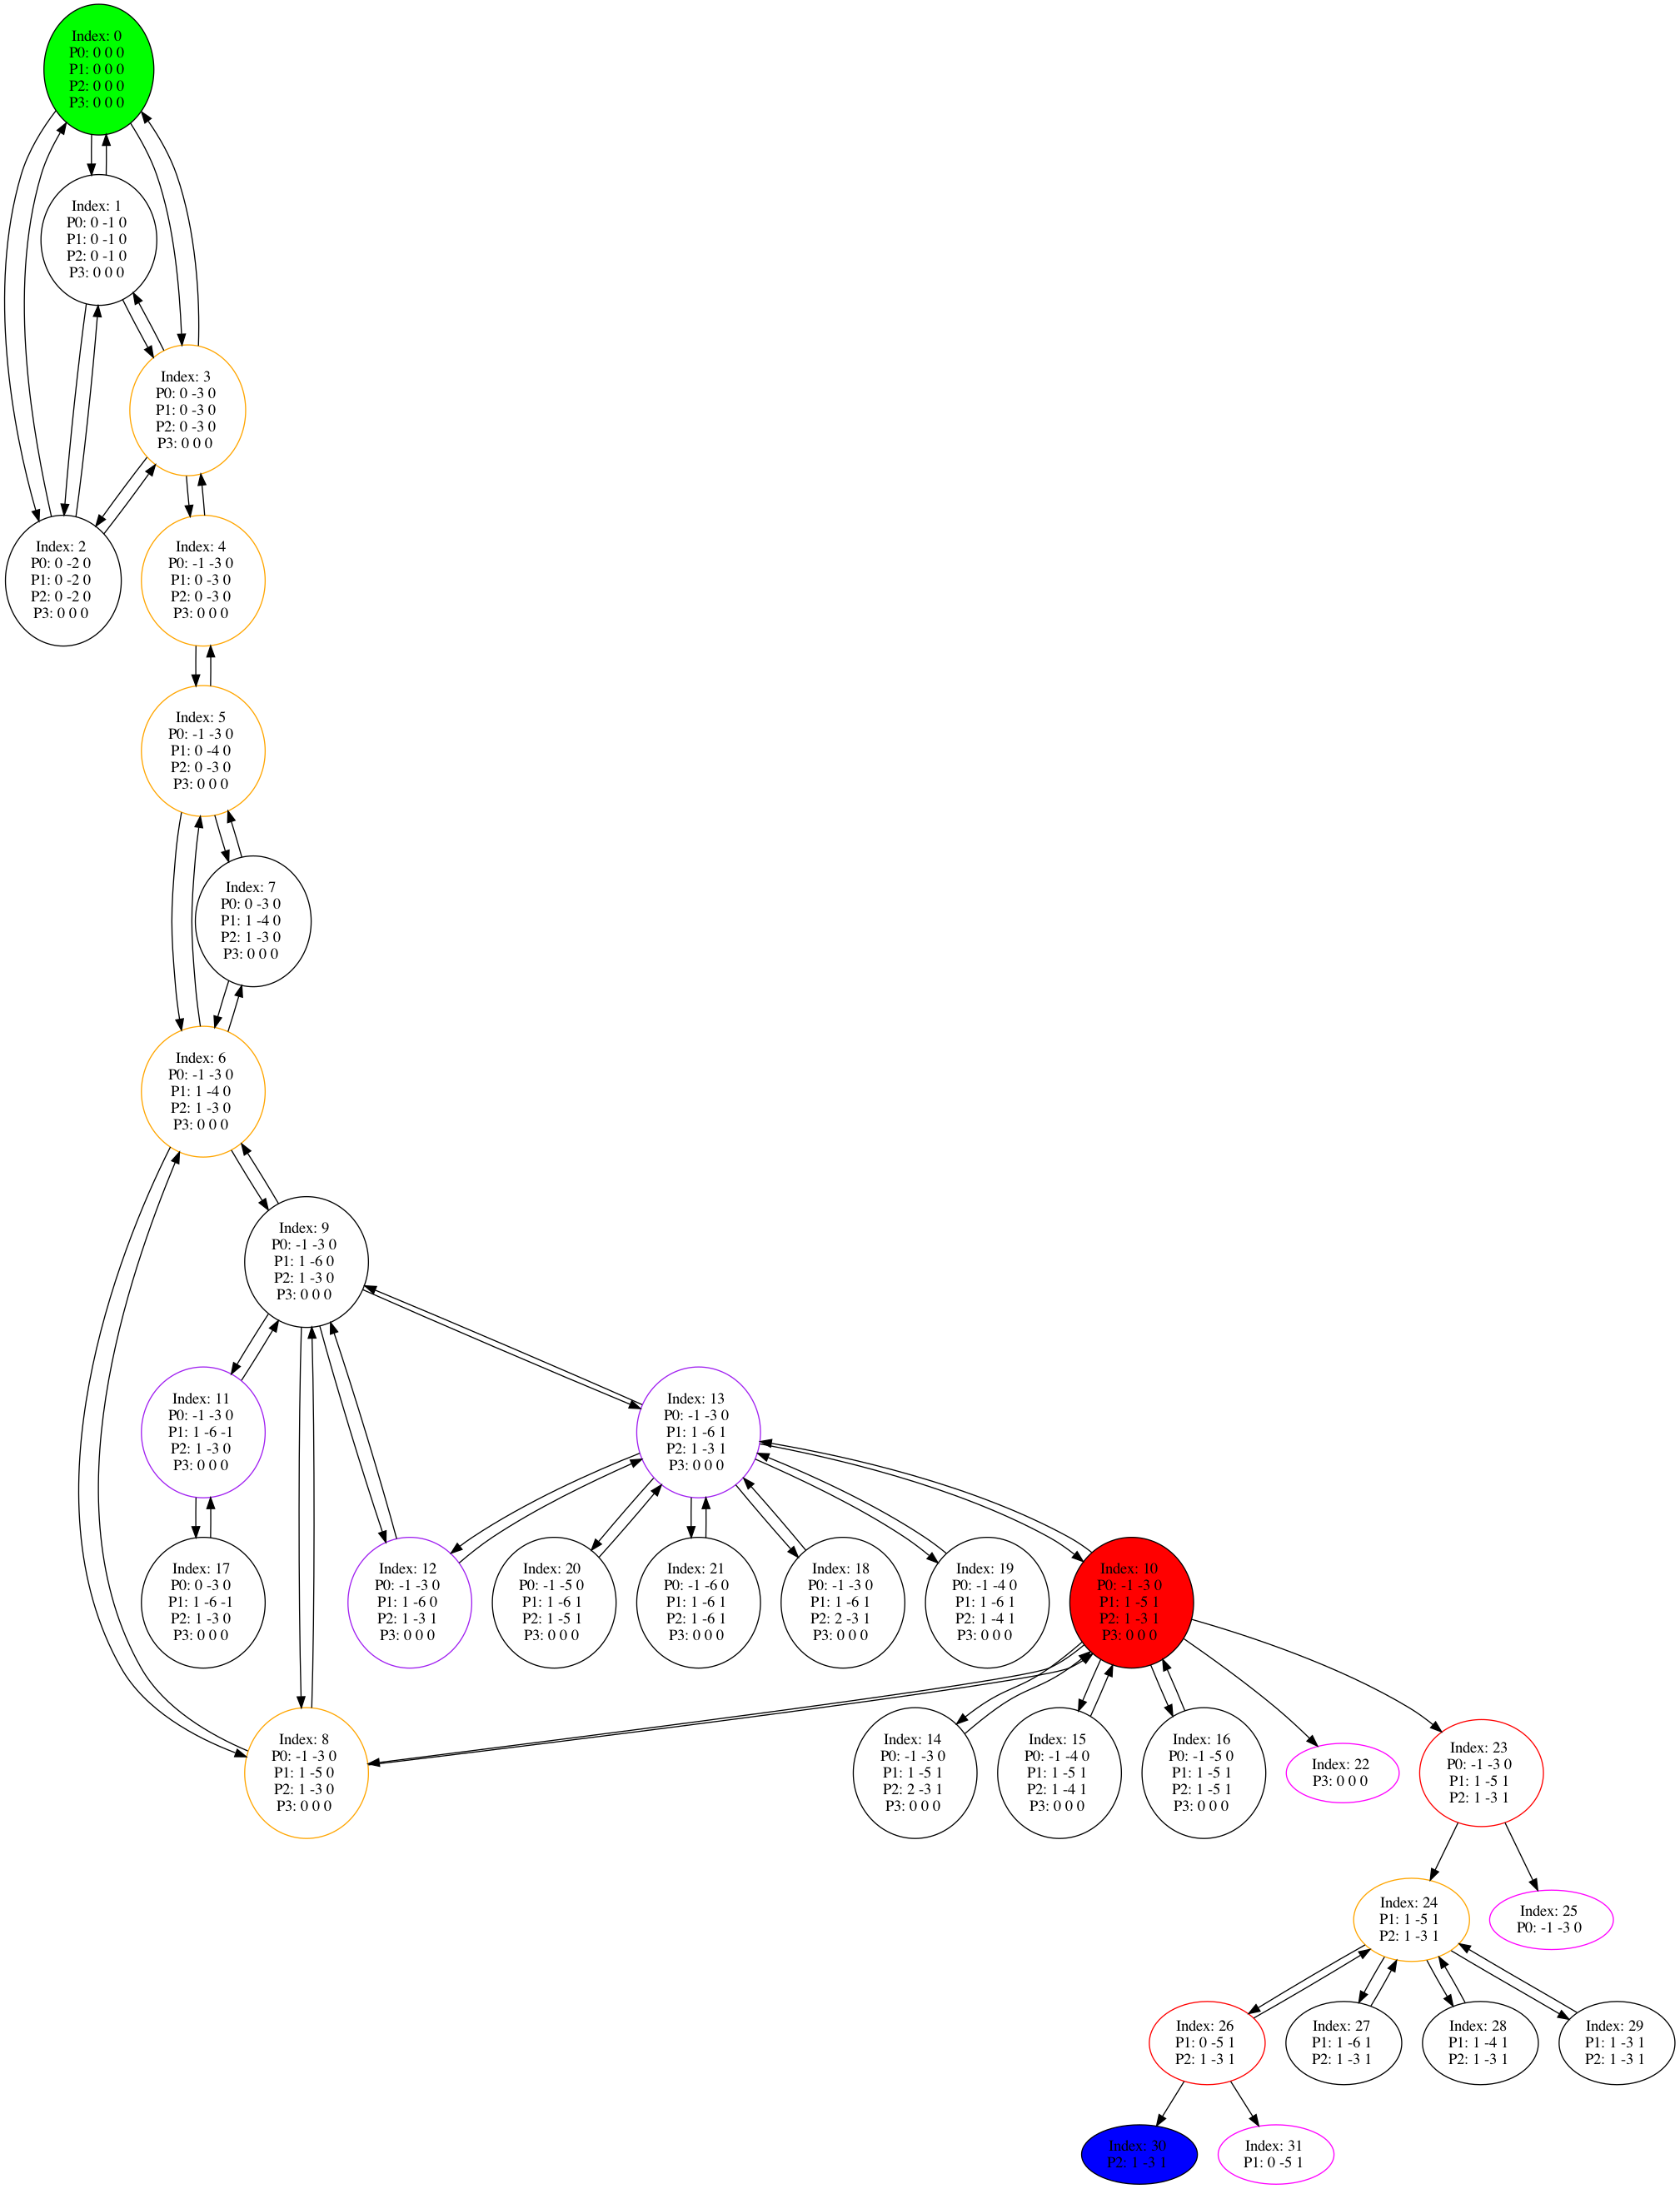 Index: 0
P0: 0 0 0
P1: 0 0 0
P2: 0 0 0
P3: 0 0 0
Index: 1
P0: 0 -1 0
P1: 0 -1 0
P2: 0 -1 0
P3: 0 0 0
Index: 3
P0: 0 -3 0
P1: 0 -3 0
P2: 0 -3 0
P3: 0 0 0
Index: 2
P0: 0 -2 0
P1: 0 -2 0
P2: 0 -2 0
P3: 0 0 0
Index: 4
P0: -1 -3 0
P1: 0 -3 0
P2: 0 -3 0
P3: 0 0 0
Index: 5
P0: -1 -3 0
P1: 0 -4 0
P2: 0 -3 0
P3: 0 0 0
Index: 7
P0: 0 -3 0
P1: 1 -4 0
P2: 1 -3 0
P3: 0 0 0
Index: 6
P0: -1 -3 0
P1: 1 -4 0
P2: 1 -3 0
P3: 0 0 0
Index: 9
P0: -1 -3 0
P1: 1 -6 0
P2: 1 -3 0
P3: 0 0 0
Index: 11
P0: -1 -3 0
P1: 1 -6 -1
P2: 1 -3 0
P3: 0 0 0
Index: 13
P0: -1 -3 0
P1: 1 -6 1
P2: 1 -3 1
P3: 0 0 0
Index: 17
P0: 0 -3 0
P1: 1 -6 -1
P2: 1 -3 0
P3: 0 0 0
Index: 12
P0: -1 -3 0
P1: 1 -6 0
P2: 1 -3 1
P3: 0 0 0
Index: 20
P0: -1 -5 0
P1: 1 -6 1
P2: 1 -5 1
P3: 0 0 0
Index: 21
P0: -1 -6 0
P1: 1 -6 1
P2: 1 -6 1
P3: 0 0 0
Index: 18
P0: -1 -3 0
P1: 1 -6 1
P2: 2 -3 1
P3: 0 0 0
Index: 19
P0: -1 -4 0
P1: 1 -6 1
P2: 1 -4 1
P3: 0 0 0
Index: 10
P0: -1 -3 0
P1: 1 -5 1
P2: 1 -3 1
P3: 0 0 0
Index: 8
P0: -1 -3 0
P1: 1 -5 0
P2: 1 -3 0
P3: 0 0 0
Index: 14
P0: -1 -3 0
P1: 1 -5 1
P2: 2 -3 1
P3: 0 0 0
Index: 15
P0: -1 -4 0
P1: 1 -5 1
P2: 1 -4 1
P3: 0 0 0
Index: 16
P0: -1 -5 0
P1: 1 -5 1
P2: 1 -5 1
P3: 0 0 0
Index: 22
P3: 0 0 0
Index: 23
P0: -1 -3 0
P1: 1 -5 1
P2: 1 -3 1
Index: 24
P1: 1 -5 1
P2: 1 -3 1
Index: 25
P0: -1 -3 0
Index: 26
P1: 0 -5 1
P2: 1 -3 1
Index: 27
P1: 1 -6 1
P2: 1 -3 1
Index: 28
P1: 1 -4 1
P2: 1 -3 1
Index: 29
P1: 1 -3 1
P2: 1 -3 1
Index: 30
P2: 1 -3 1
Index: 31
P1: 0 -5 1